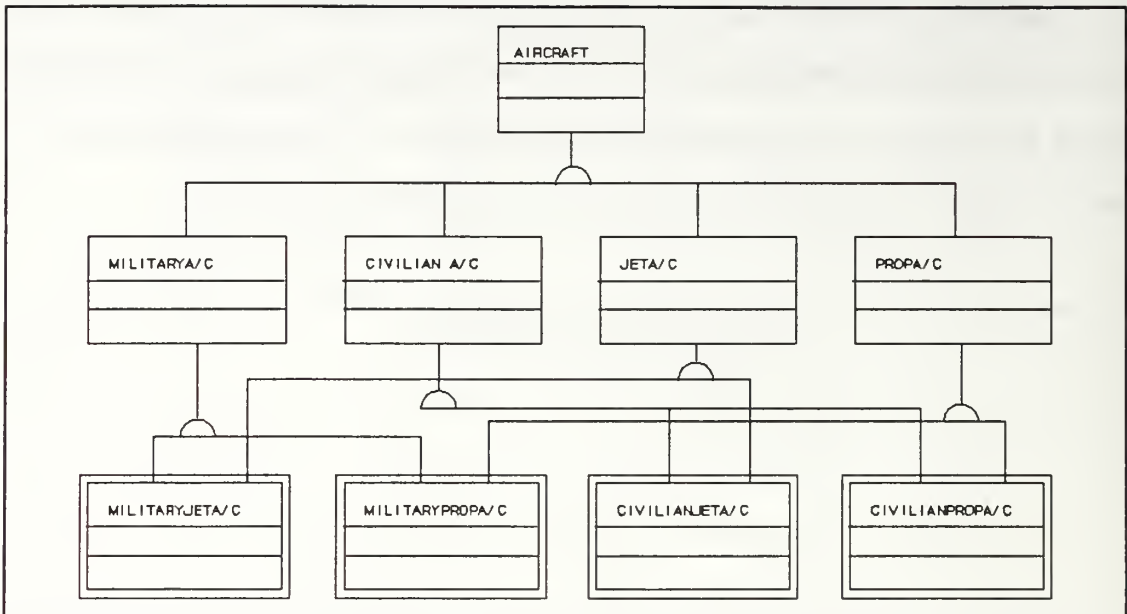 AIRCRAFT
MILITARYA/C
CIVILIAN A/C
JETA/C
PROPA/C
MILITARYJETA/C
MILITARYPROPA/C
CIVILIANJETA/C
CIVILIANPROPA/C